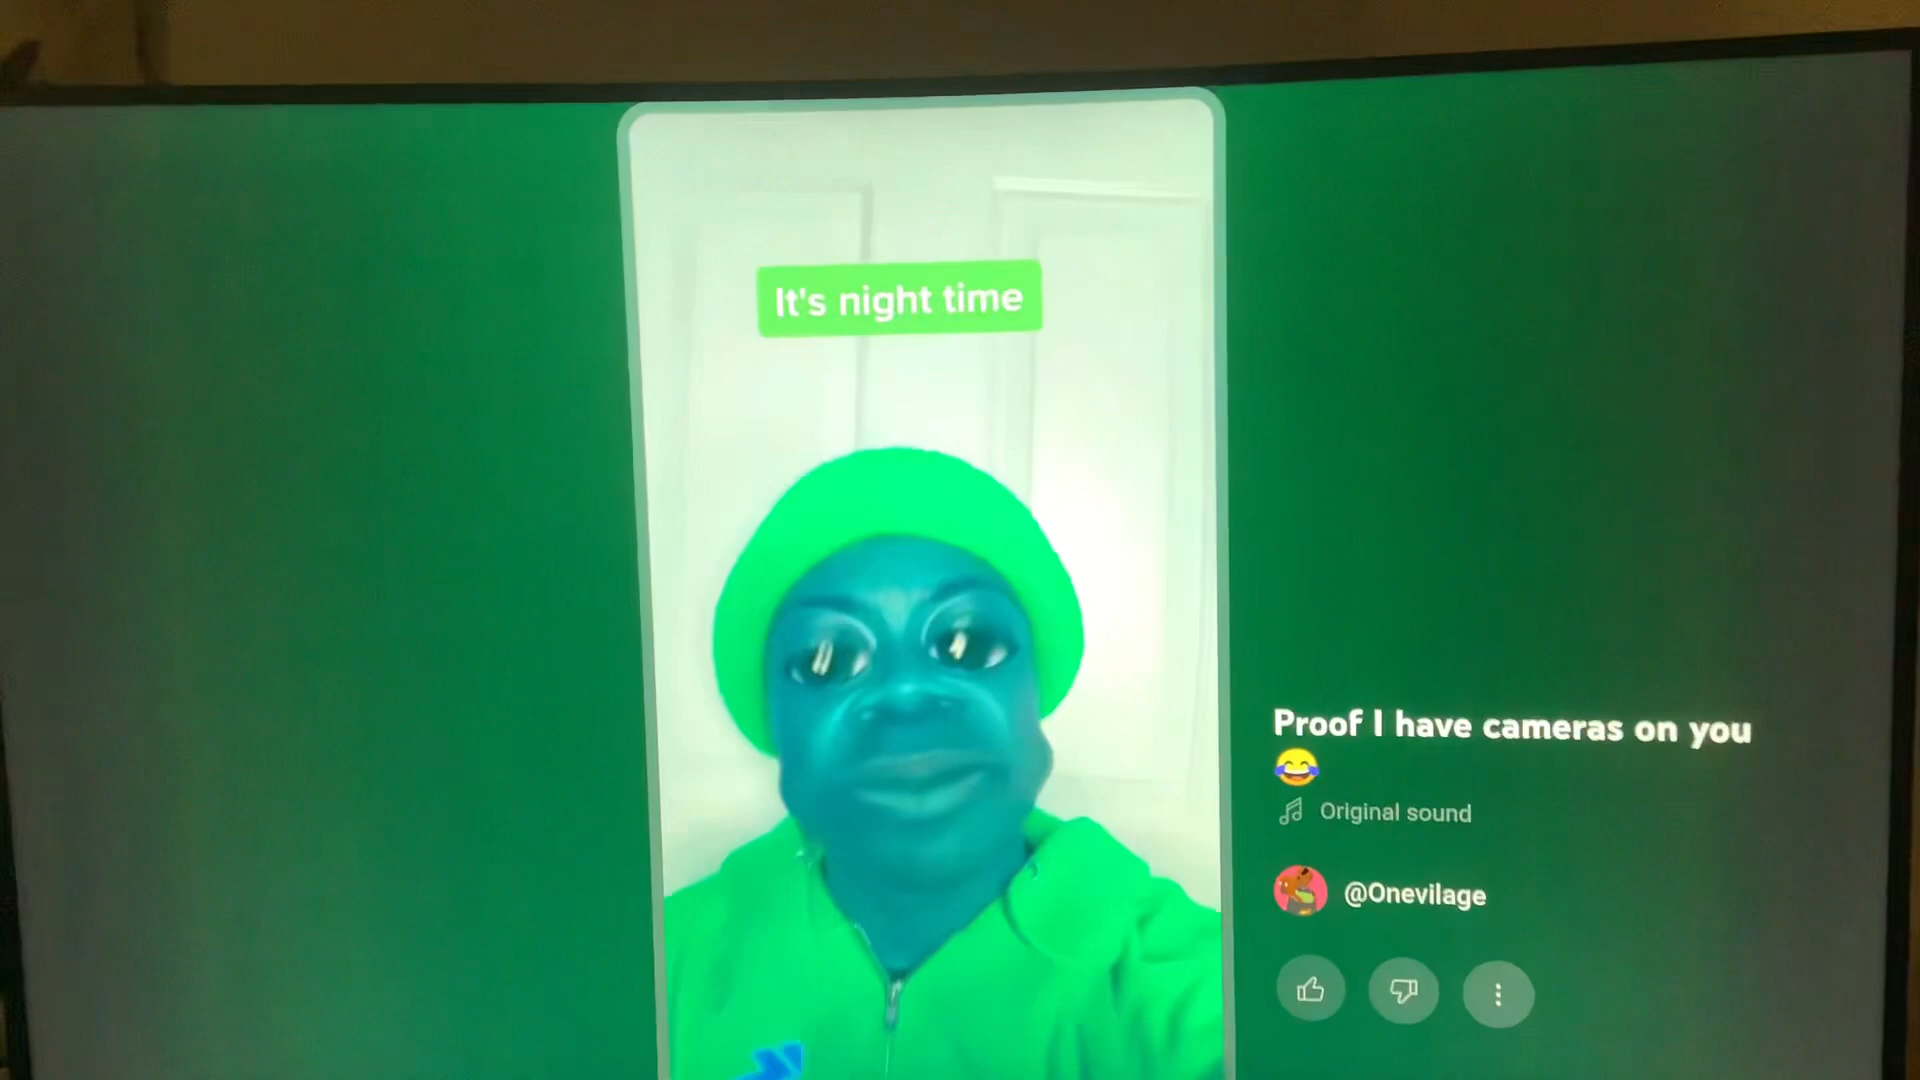 It's night time
Proof I have cameras on you
😂
Original sound
@Onevilage